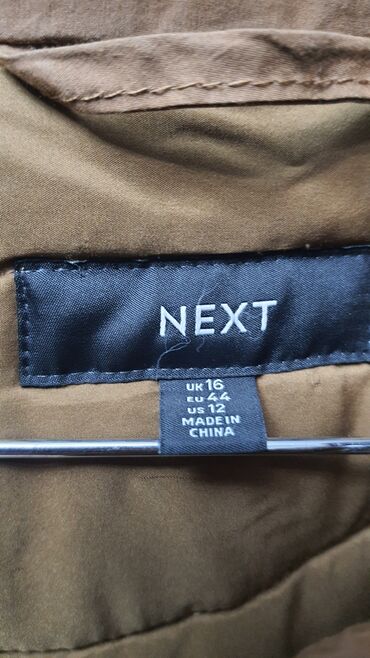 NEXT
UK 16
EU 44
US 12
MADE IN
CHINA